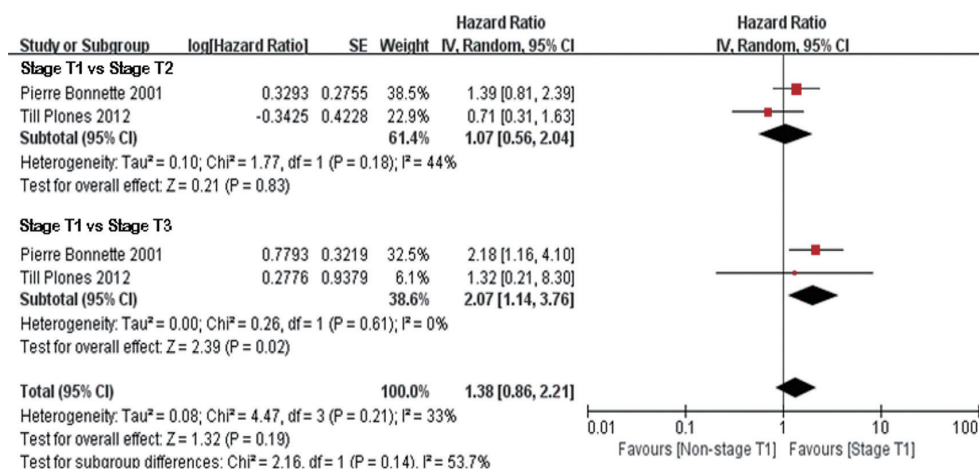 Hazard Ratio Hazard Ratio
Study or Subgroup log[Hazard Ratio] SE Weight IV, Random, 95% CI IV, Random, 95% CI
Stage T1 vs Stage T2
Pierre Bonnette 2001 0.3293 0.2755 38.5% 1.39 [0.81, 2.39]
Till Plones 2012 -0.3425 0.4228 22.9% 0.71 [0.31, 1.63]
Subtotal (95% CI) 61.4% 1.07 [0.56, 2.04]
Heterogeneity: Tau² = 0.10; Chi² = 1.77, df = 1 (P = 0.18); I² = 44%
Test for overall effect: Z = 0.21 (P = 0.83)
Stage T1 vs Stage T3
Pierre Bonnette 2001 0.7793 0.3219 32.5% 2.18 [1.16, 4.10]
Till Plones 2012 0.2776 0.9379 6.1% 1.32 [0.21, 8.30]
Subtotal (95% CI) 38.6% 2.07 [1.14, 3.76]
Heterogeneity: Tau² = 0.00; Chi² = 0.26, df = 1 (P = 0.61); I² = 0%
Test for overall effect: Z = 2.39 (P = 0.02)
Total (95% CI) 100.0% 1.38 [0.86, 2.21]
Heterogeneity: Tau² = 0.08; Chi² = 4.47, df = 3 (P = 0.21); I² = 33%
Test for overall effect: Z = 1.32 (P = 0.19)
Test for subgroup differences: Chi² = 2.16, df = 1 (P = 0.14), I² = 53.7%
0.01 0.1 1 10 100
Favours [Non-stage T1] Favours [Stage T1]